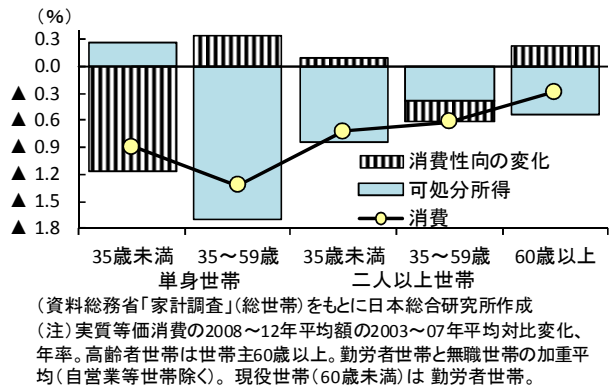 (%)
0.3
0.0
▲ 0.3
▲ 0.6
▲ 0.9
▲ 1.2
▲ 1.5
▲ 1.8
消費性向の変化
可処分所得
消費
35歳未満 35～59歳 35歳未満 35～59歳 60歳以上
単身世帯 二人以上世帯
(資料総務省「家計調査」(総世帯)をもとに日本総合研究所作成
(注)実質等価消費の2008～12年平均額の2003～07年平均対比変化、
年率。高齢者世帯は世帯主60歳以上。勤労者世帯と無職世帯の加重平
均(自営業等世帯除く)。現役世帯(60歳未満)は 勤労者世帯。